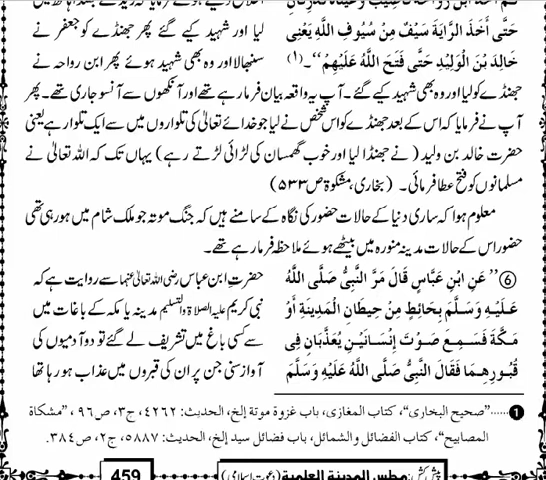 حَتَّى أَخَذَ الرَّايَةَ سَيْفٌ مِنْ سُيُوفِ اللَّهِ يَعْنِي
خَالِدَ بْنَ الْوَلِيْدِ حَتَّى فَتَحَ اللَّهُ عَلَيْهِمْ‘‘۔ (۱)
لیا اور شہید کیے گئے پھر جھنڈے کو جعفر نے
سنبھالا اور وہ بھی شہید ہوئے پھر ابن رواحہ نے
جھنڈے کو لیا اور وہ بھی شہید کیے گئے۔ آپ یہ واقعہ بیان فرما رہے تھے اور آنکھوں سے آنسو جاری تھے۔ پھر
آپ نے فرمایا کہ اس کے بعد جھنڈے کو اس شخص نے لیا جو خدائے تعالیٰ کی تلواروں میں سے ایک تلوار ہے یعنی
حضرت خالد بن ولید (نے جھنڈا لیا اور خوب گھمسان کی لڑائی لڑتے رہے) یہاں تک کہ اللہ تعالیٰ نے
مسلمانوں کو فتح عطا فرمائی۔ (بخاری، مشکوٰۃ ص ۵۳۳)
معلوم ہوا کہ ساری دنیا کے حالات حضور کی نگاہ کے سامنے ہیں کہ جنگ موتہ جو ملک شام میں ہو رہی تھی
حضور اس کے حالات مدینہ منورہ میں بیٹھے ہوئے ملاحظہ فرما رہے تھے۔
⑥ ’’عَنِ ابْنِ عَبَّاسٍ قَالَ مَرَّ النَّبِيُّ صَلَّى اللَّهُ
عَلَيْهِ وَسَلَّمَ بِحَائِطٍ مِنْ حِيطَانِ الْمَدِينَةِ أَوْ
مَكَّةَ فَسَمِعَ صَوْتَ إِنْسَانَيْنِ يُعَذَّبَانِ فِي
قُبُورِهِمَا فَقَالَ النَّبِيُّ صَلَّى اللَّهُ عَلَيْهِ وَسَلَّمَ
حضرتِ ابن عباس رضی اللہ تعالیٰ عنہما سے روایت ہے کہ
نبی کریم علیہ الصلاۃ والتسلیم مدینہ یا مکہ کے باغات میں
سے کسی باغ میں تشریف لے گئے تو دو آدمیوں کی
آواز سنی جن پر ان کی قبروں میں عذاب ہو رہا تھا
❶......”صحيح البخاري“، كتاب المغازي، باب غزوة موتة إلخ، الحديث: ٤٢٦٢، ج٣، ص٩٦، ”مشكاة
المصابيح“، كتاب الفضائل والشمائل، باب فضائل سيد إلخ، الحديث: ٥٨٨٧، ج٢، ص٣٨٤.
پیش کش: مجلس المدينة العلمية (دعوتِ اسلامی)
459